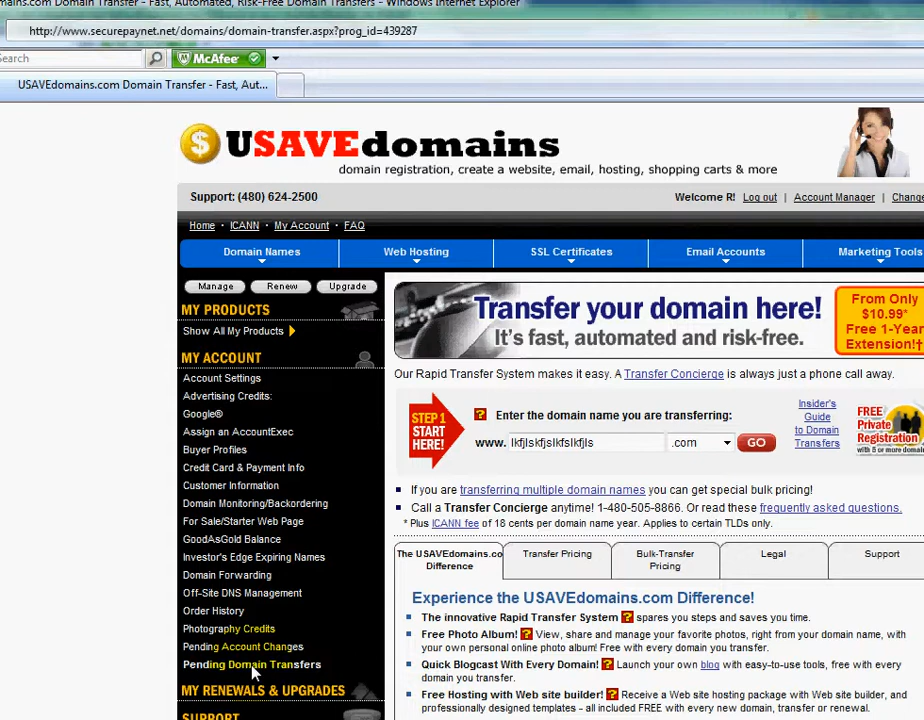 om Domain Transfer - Fast, Automated, Risk-Free Domain Transfers - Windows Internet Explorer
http://www.securepaynet.net/domains/domain-transfer.aspx?prog_id=439287
Search McAfee
USAVEdomains.com Domain Transfer - Fast, Aut...
$ USAVEdomains
domain registration, create a website, email, hosting, shopping carts & more
Support: (480) 624-2500 Welcome R! Log out | Account Manager | Change
Home · ICANN · My Account · FAQ
Domain Names Web Hosting SSL Certificates Email Accounts Marketing Tools
Manage Renew Upgrade
MY PRODUCTS
Show All My Products
MY ACCOUNT
Account Settings
Advertising Credits:
Google®
Assign an AccountExec
Buyer Profiles
Credit Card & Payment Info
Customer Information
Domain Monitoring/Backordering
For Sale/Starter Web Page
GoodAsGold Balance
Investor's Edge Expiring Names
Domain Forwarding
Off-Site DNS Management
Order History
Photography Credits
Pending Account Changes
Pending Domain Transfers
MY RENEWALS & UPGRADES
SUPPORT
Transfer your domain here!
It's fast, automated and risk-free.
From Only
$10.99*
Free 1-Year
Extension!†
Our Rapid Transfer System makes it easy. A Transfer Concierge is always just a phone call away.
STEP 1
START
HERE!
? Enter the domain name you are transferring:
www. lkfjlskfjslkfslkfjls .com GO
Insider's
Guide
to Domain
Transfers
FREE
Private
Registration
with 5 or more domains
If you are transferring multiple domain names you can get special bulk pricing!
Call a Transfer Concierge anytime! 1-480-505-8866. Or read these frequently asked questions.
* Plus ICANN fee of 18 cents per domain name year. Applies to certain TLDs only.
The USAVEdomains.co
Difference
Transfer Pricing
Bulk-Transfer
Pricing
Legal
Support
Experience the USAVEdomains.com Difference!
The innovative Rapid Transfer System ? spares you steps and saves you time.
Free Photo Album! ? View, share and manage your favorite photos, right from your domain name, with
your own personal online photo album! Free with every domain you transfer.
Quick Blogcast With Every Domain! ? Launch your own blog with easy-to-use tools, free with every
domain you transfer.
Free Hosting with Web site builder! ? Receive a Web site hosting package with Web site builder, and
professionally designed templates - all included FREE with every new domain, transfer or renewal.